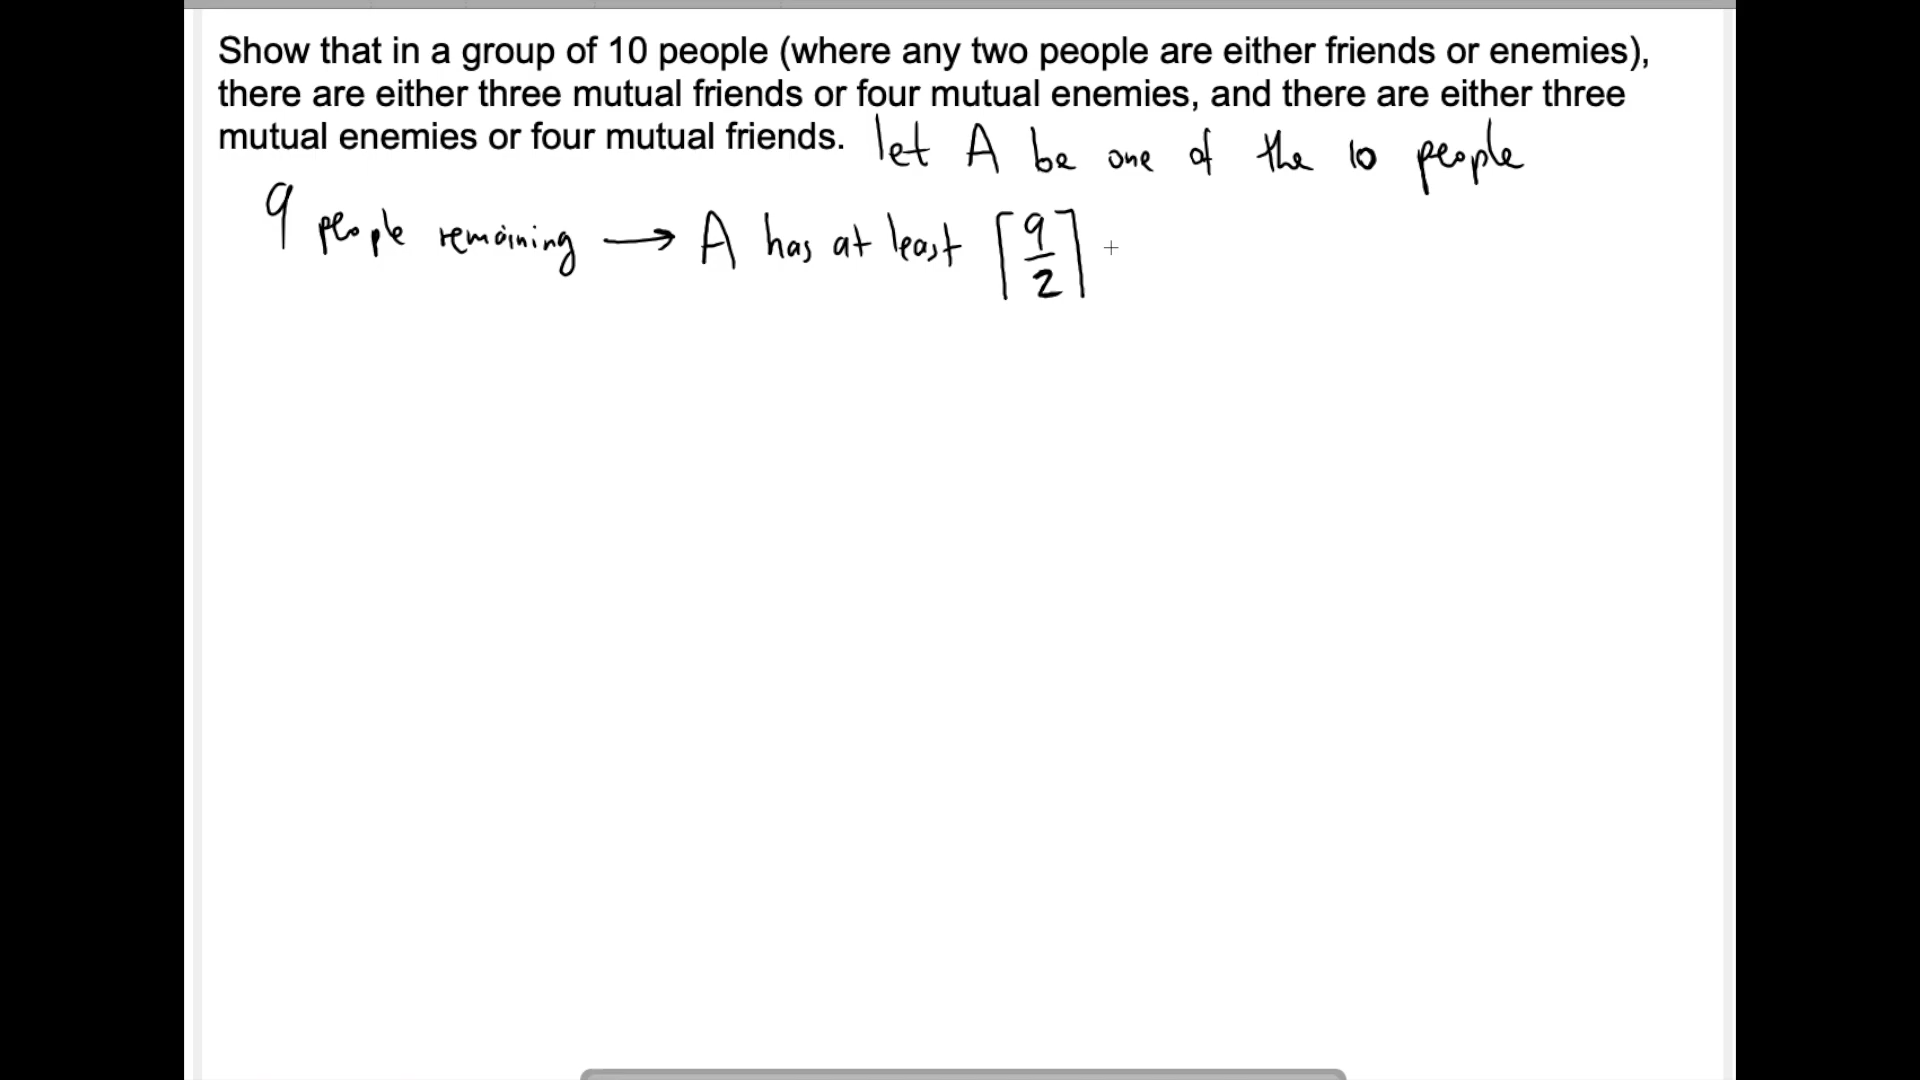 Show that in a group of 10 people (where any two people are either friends or enemies),
there are either three mutual friends or four mutual enemies, and there are either three
mutual enemies or four mutual friends. let A be one of the 10 people
9 people remaining → A has at least ⌈9/2⌉